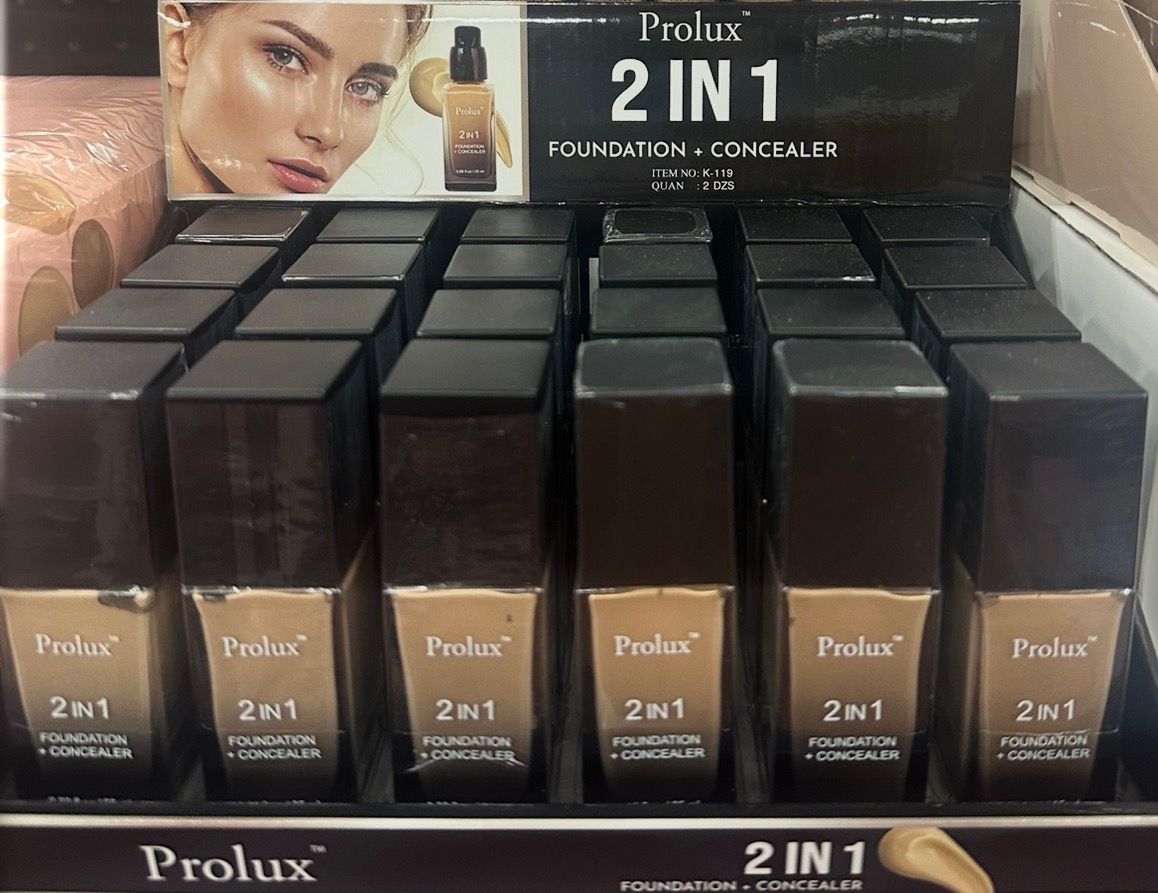 Prolux™
2 IN 1
FOUNDATION + CONCEALER
ITEM NO: K-119
QUAN : 2 DZS
Prolux™
2 IN 1
FOUNDATION
+ CONCEALER
Prolux™
2 IN 1
FOUNDATION
+ CONCEALER
Prolux™
2 IN 1
FOUNDATION
+ CONCEALER
Prolux™
2 IN 1
FOUNDATION
+ CONCEALER
Prolux™
2 IN 1
FOUNDATION
+ CONCEALER
Prolux™
2 IN 1
FOUNDATION
+ CONCEALER
Prolux™
2 IN 1
FOUNDATION
+ CONCEALER
Prolux™
2 IN 1
FOUNDATION + CONCEALER